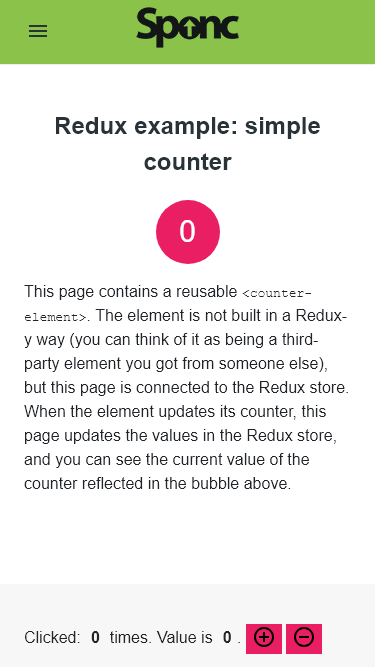 Sponc
Redux example: simple
counter
0
This page contains a reusable <counter-
element>. The element is not built in a Redux-
y way (you can think of it as being a third-
party element you got from someone else),
but this page is connected to the Redux store.
When the element updates its counter, this
page updates the values in the Redux store,
and you can see the current value of the
counter reflected in the bubble above.
Clicked: 0 times. Value is 0 .